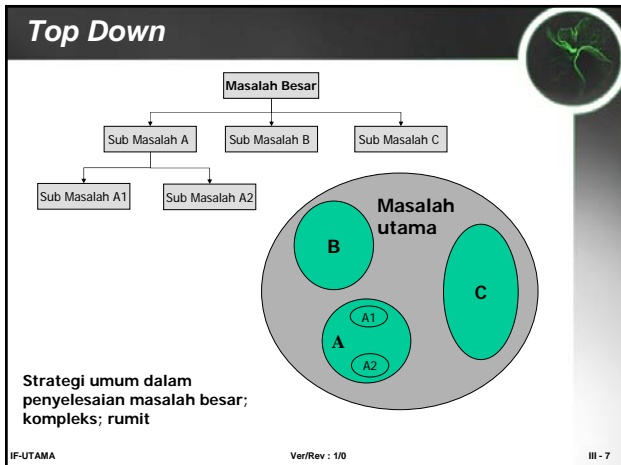 Top Down
Masalah Besar
Sub Masalah A
Sub Masalah B
Sub Masalah C
Sub Masalah A1
Sub Masalah A2
Masalah
utama
B
C
A1
A
A2
Strategi umum dalam
penyelesaian masalah besar;
kompleks; rumit
IF-UTAMA
Ver/Rev : 1/0
III - 7